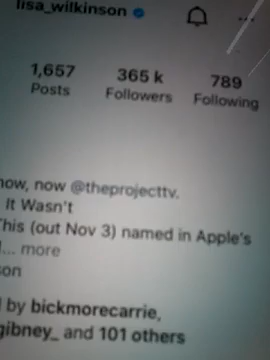 lisa_wilkinson
1,657 365 k 789
Posts Followers Following
now, now @theprojecttv.
It Wasn't
This (out Nov 3) named in Apple's
... more
son
by bickmorecarrie,
gibney_ and 101 others